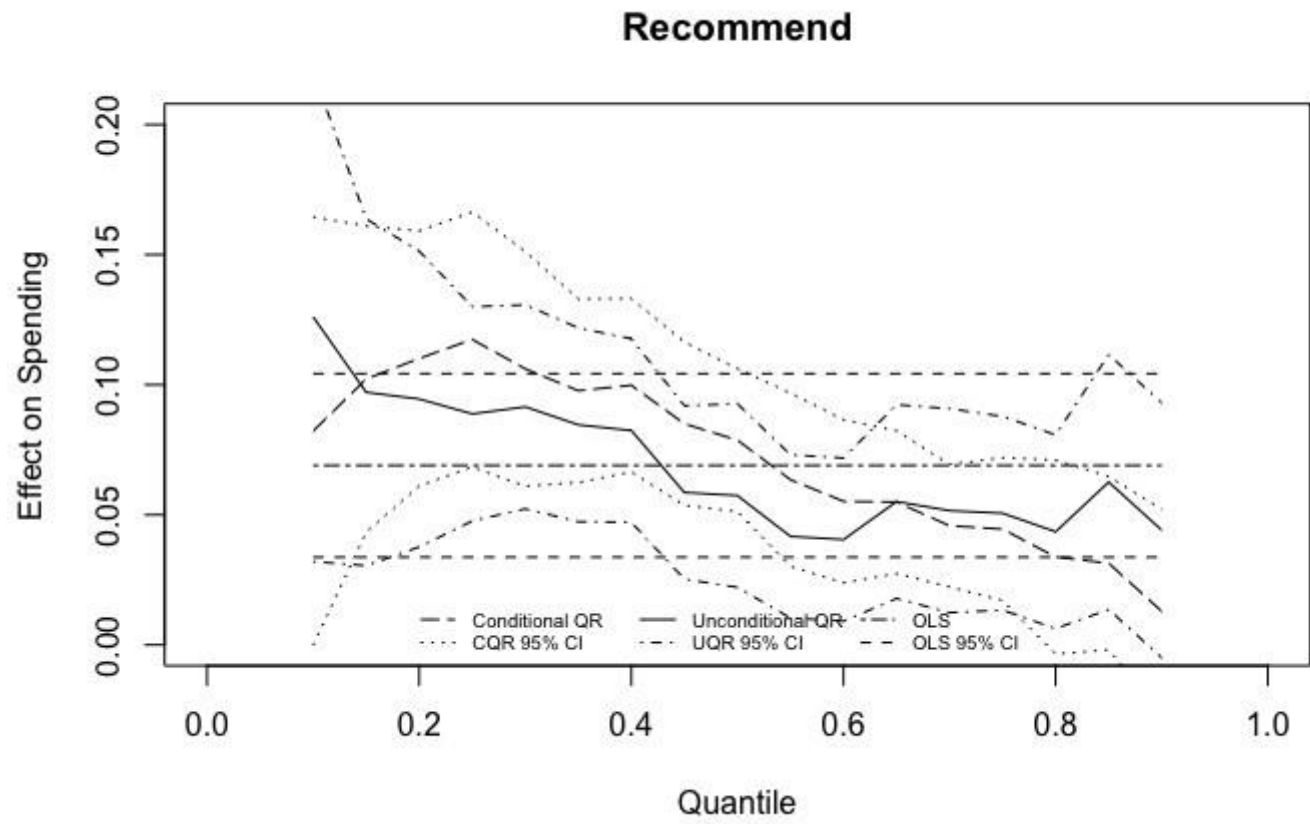 Recommend
Effect on Spending
0.20
0.15
0.10
0.05
0.00
Conditional QR Unconditional QR OLS
CQR 95% CI UQR 95% CI OLS 95% CI
0.0 0.2 0.4 0.6 0.8 1.0
Quantile